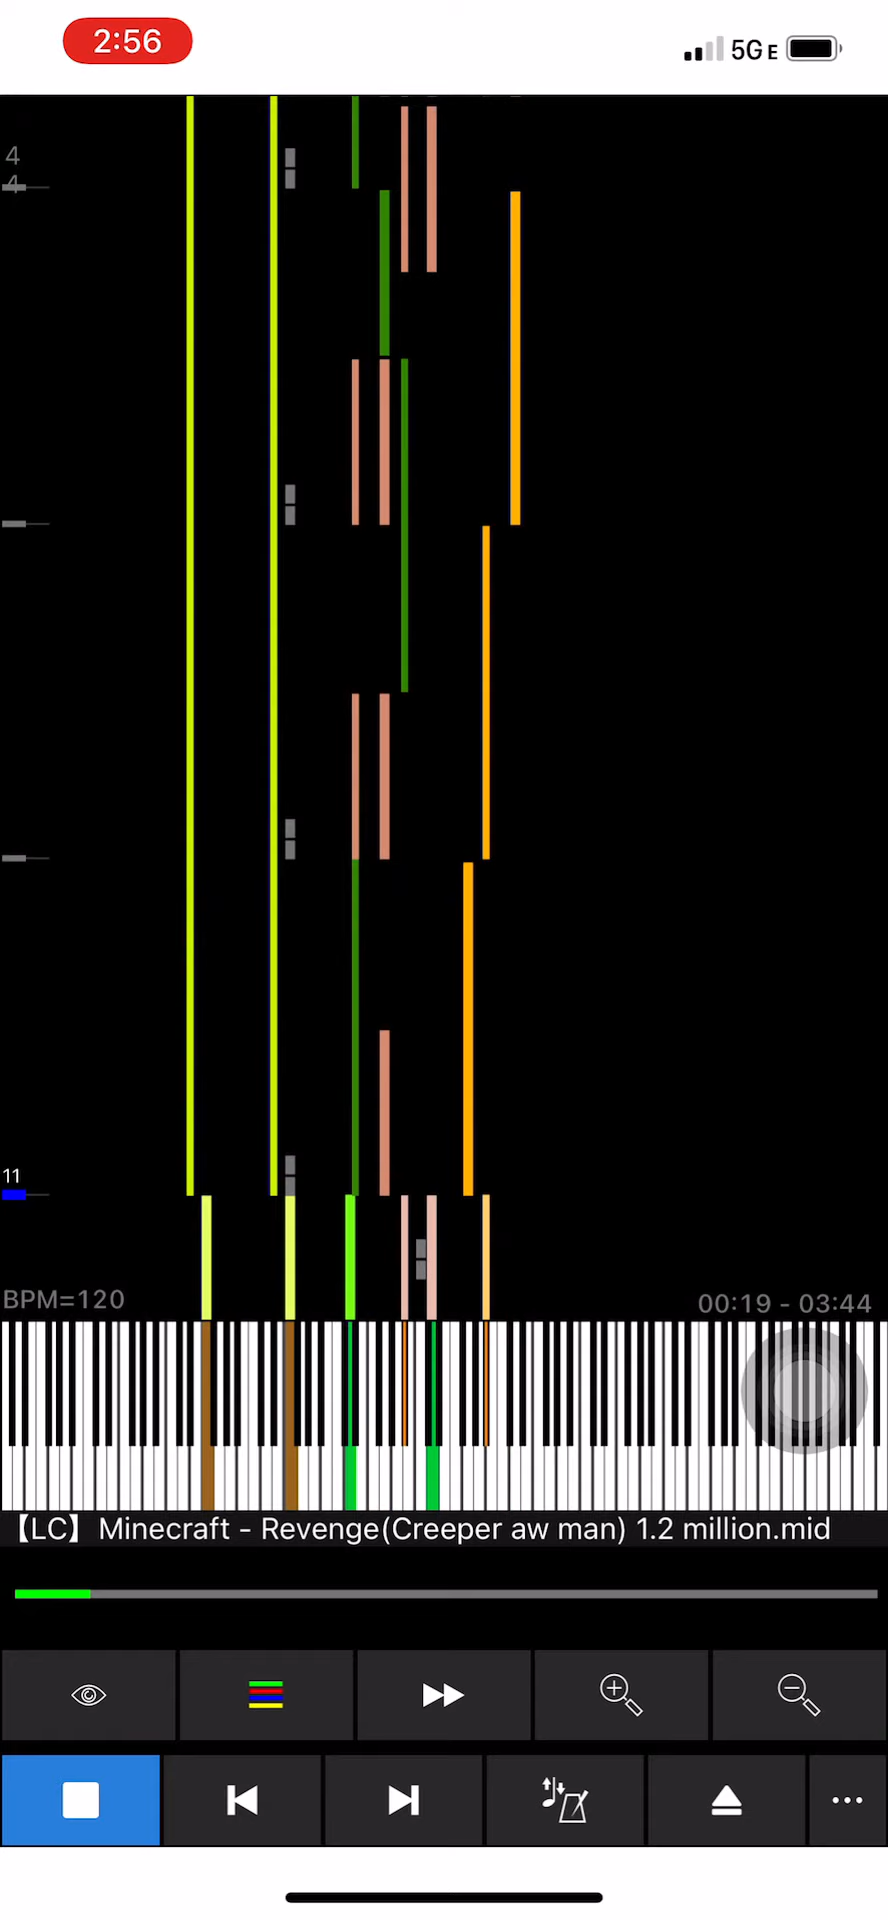 2:56
5GE
4
4
11
BPM=120
00:19 - 03:44
【LC】Minecraft - Revenge(Creeper aw man) 1.2 million.mid